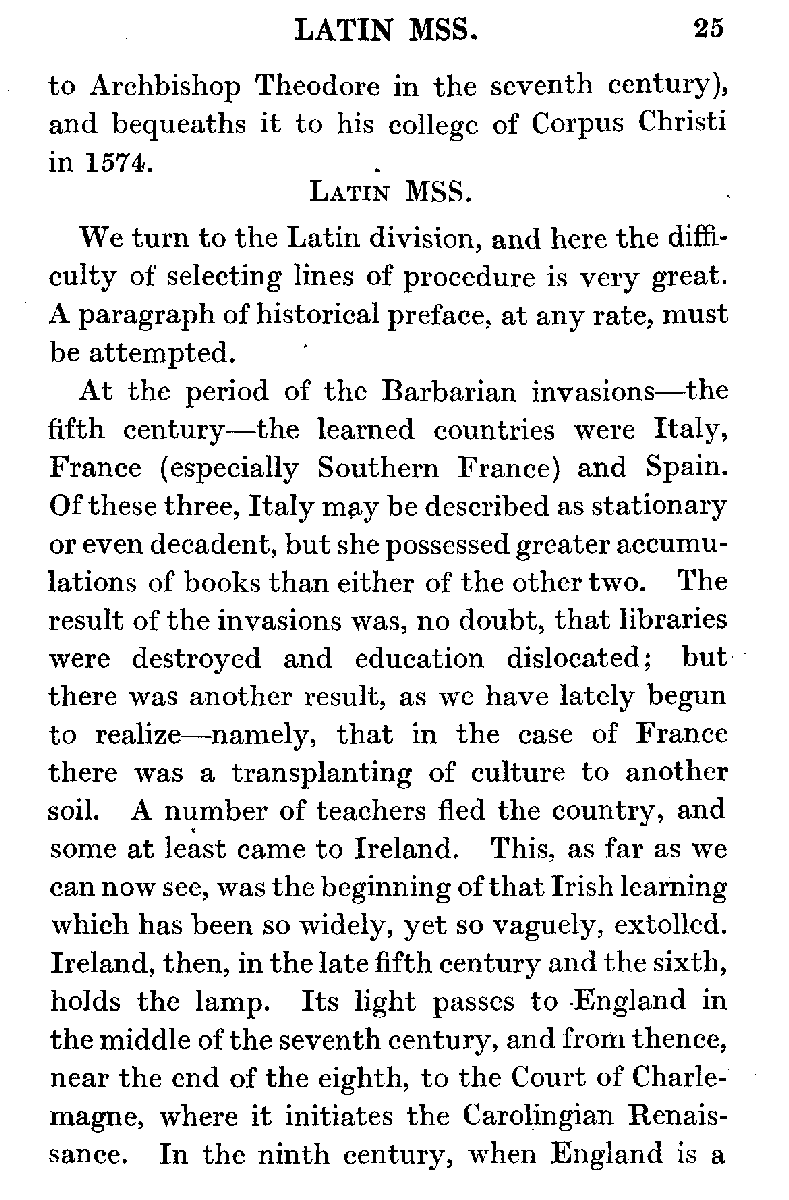 LATIN MSS. 25
to Archbishop Theodore in the seventh century),
and bequeaths it to his college of Corpus Christi
in 1574.
LATIN MSS.
We turn to the Latin division, and here the diffi-
culty of selecting lines of procedure is very great.
A paragraph of historical preface, at any rate, must
be attempted.
At the period of the Barbarian invasions—the
fifth century—the learned countries were Italy,
France (especially Southern France) and Spain.
Of these three, Italy may be described as stationary
or even decadent, but she possessed greater accumu-
lations of books than either of the other two. The
result of the invasions was, no doubt, that libraries
were destroyed and education dislocated; but
there was another result, as we have lately begun
to realize—namely, that in the case of France
there was a transplanting of culture to another
soil. A number of teachers fled the country, and
some at least came to Ireland. This, as far as we
can now see, was the beginning of that Irish learning
which has been so widely, yet so vaguely, extolled.
Ireland, then, in the late fifth century and the sixth,
holds the lamp. Its light passes to England in
the middle of the seventh century, and from thence,
near the end of the eighth, to the Court of Charle-
magne, where it initiates the Carolingian Renais-
sance. In the ninth century, when England is a